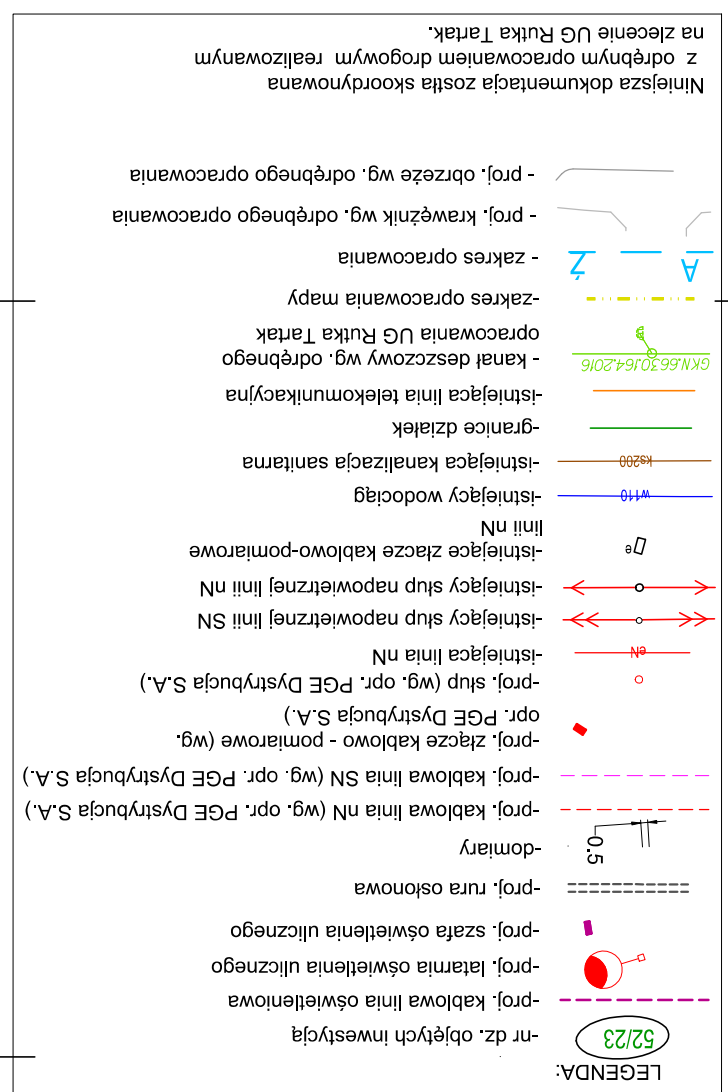 LEGENDA:
52/23 -nr dz. objętych inwestycją
-proj. kablowa linia oświetleniowa
-proj. latarnia oświetlenia ulicznego
-proj. szafa oświetlenia ulicznego
-proj. rura osłonowa
0.5 -domiary
-proj. kablowa linia nN (wg. opr. PGE Dystrybucja S.A.)
-proj. kablowa linia SN (wg. opr. PGE Dystrybucja S.A.)
-proj. złącze kablowo - pomiarowe (wg.
opr. PGE Dystrybucja S.A.)
-proj. słup (wg. opr. PGE Dystrybucja S.A.)
eN -istniejąca linia nN
-istniejący słup napowietrznej linii SN
-istniejący słup napowietrznej linii nN
e -istniejące złacze kablowo-pomiarowe
linii nN
w110 -istniejący wodociąg
ks200 -istniejąca kanalizacja sanitarna
-granice działek
-istniejąca linia telekomunikacyjna
GKN.6630.164.2016 - kanał deszczowy wg. odrębnego
opracowania UG Rutka Tartak
-zakres opracowania mapy
A Ź - zakres opracowania
- proj. krawężnik wg. odrębnego opracowania
- proj. obrzeże wg. odrębnego opracowania
Niniejsza dokumentacja zostła skoordynowana
z odrębnym opracowaniem drogowym realizowanym
na zlecenie UG Rutka Tartak.